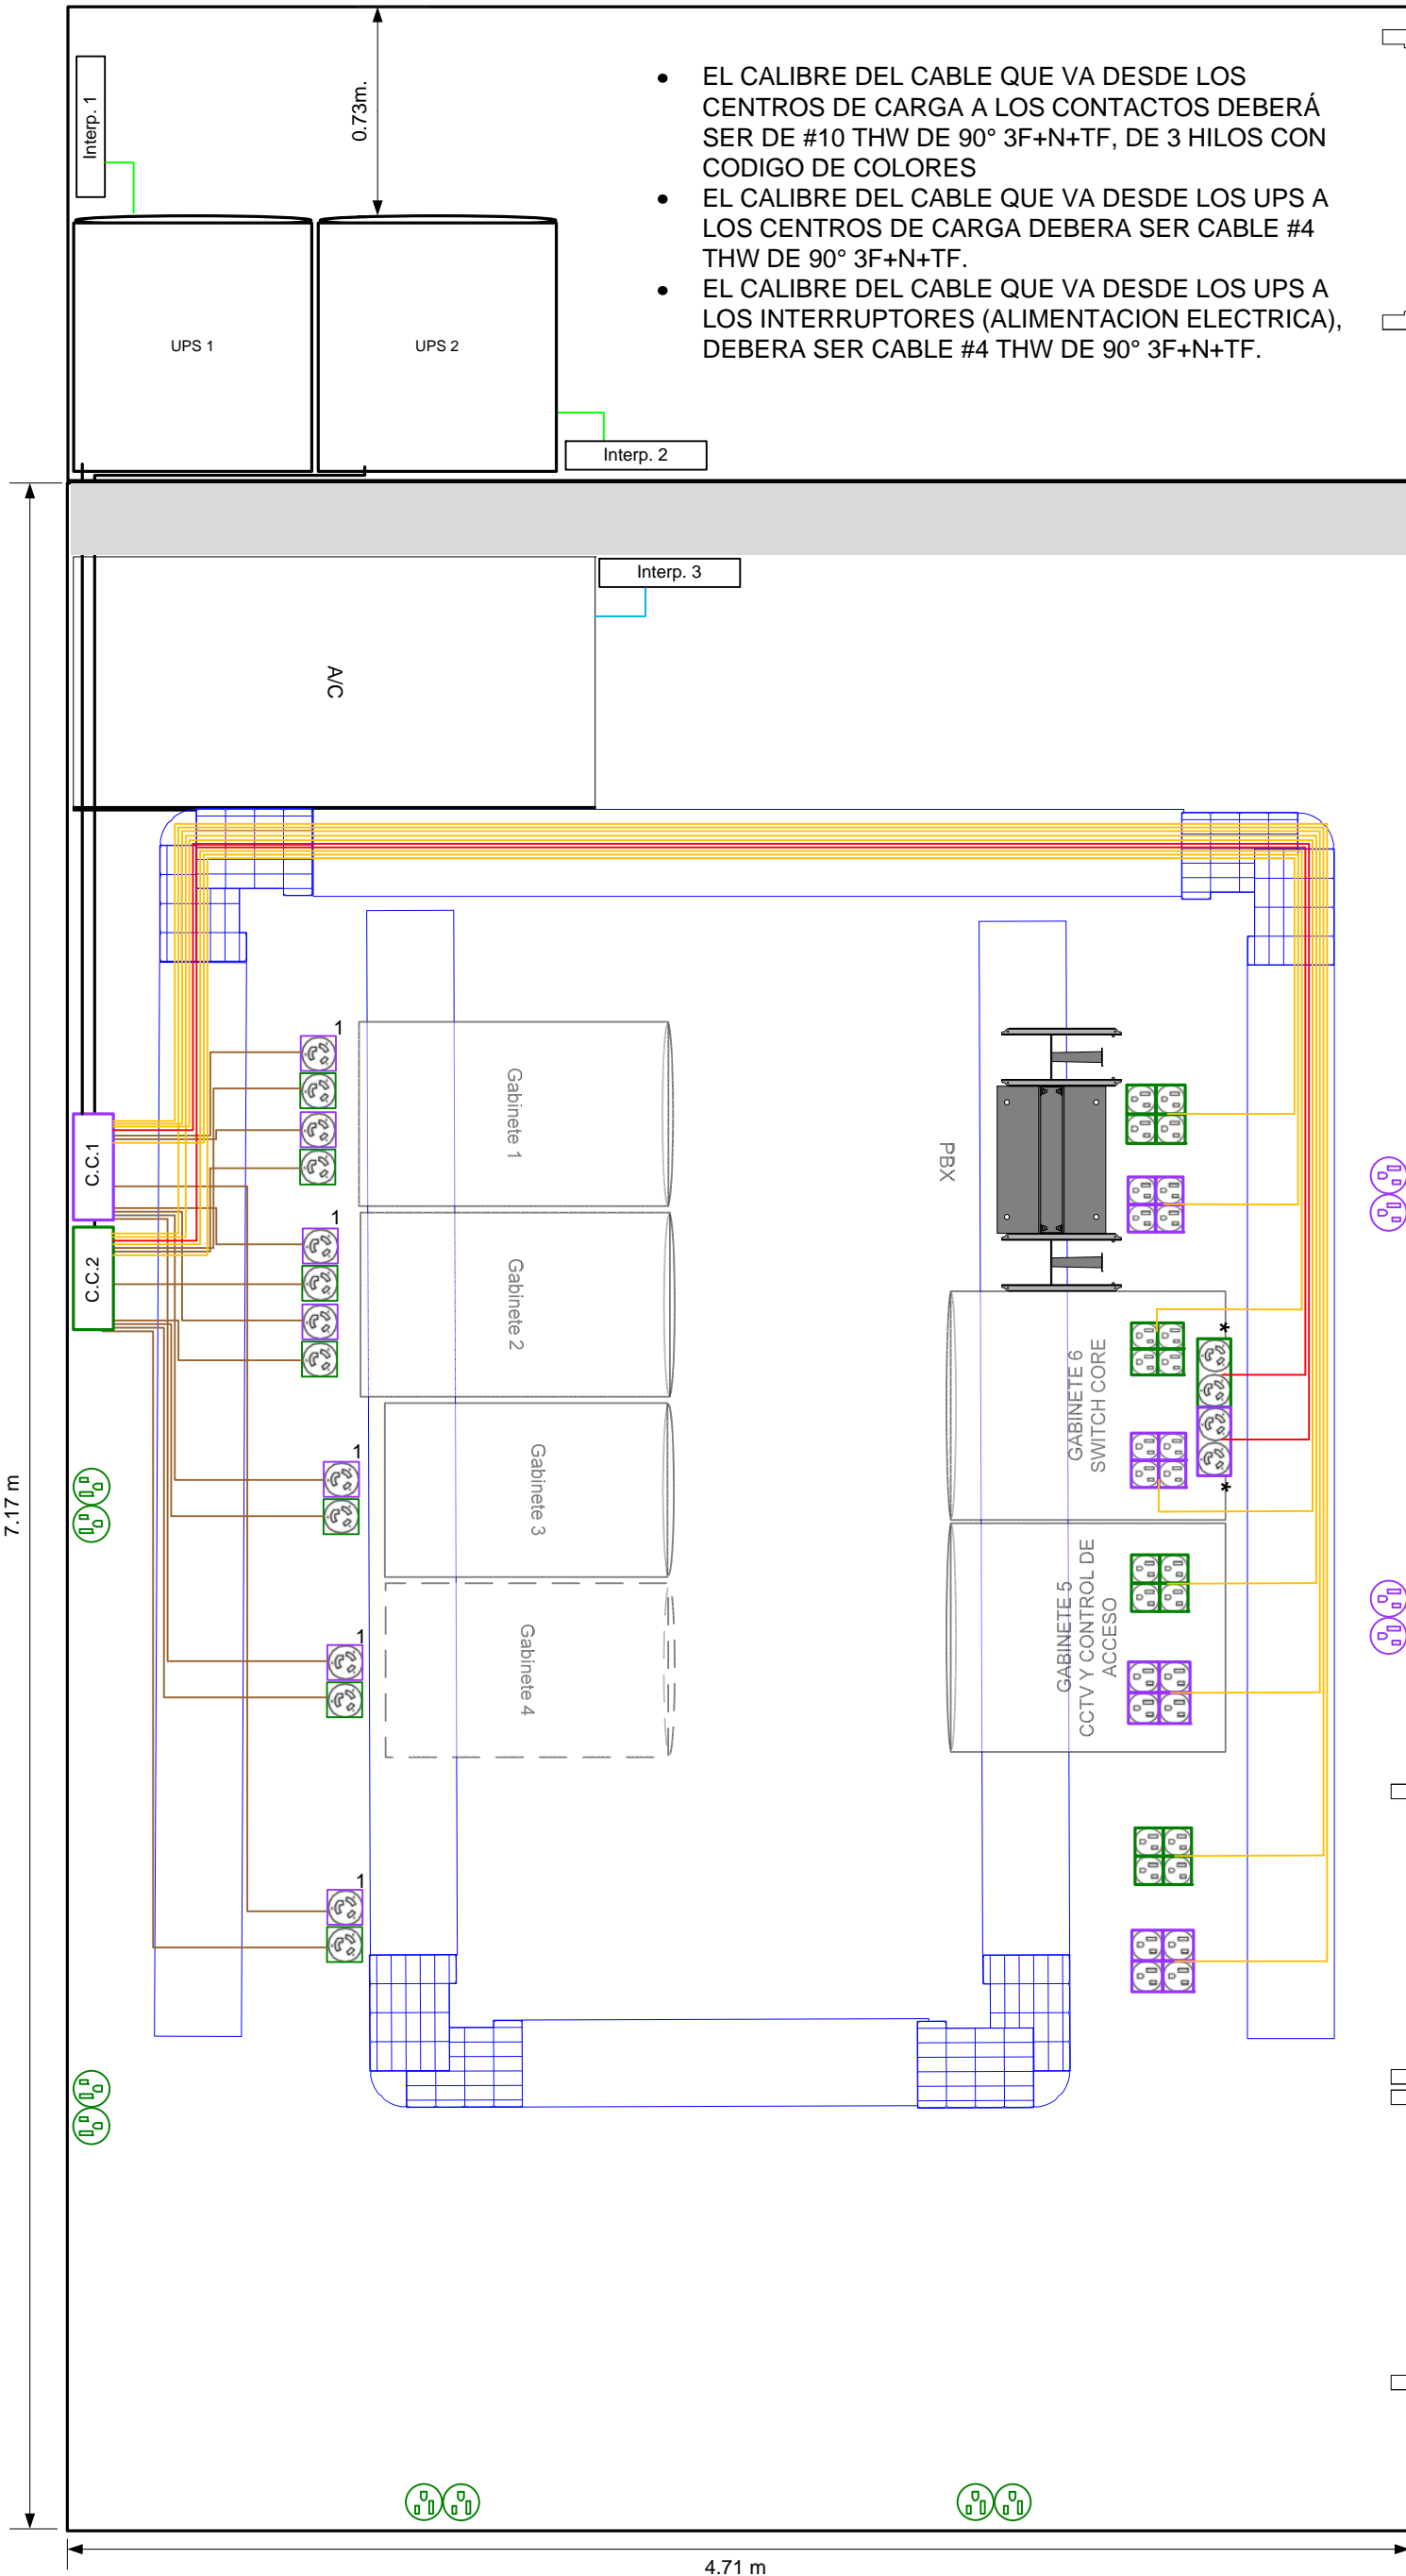 Interp. 1
0.73m.
• EL CALIBRE DEL CABLE QUE VA DESDE LOS
CENTROS DE CARGA A LOS CONTACTOS DEBERÁ
SER DE #10 THW DE 90° 3F+N+TF, DE 3 HILOS CON
CODIGO DE COLORES
• EL CALIBRE DEL CABLE QUE VA DESDE LOS UPS A
LOS CENTROS DE CARGA DEBERA SER CABLE #4
THW DE 90° 3F+N+TF.
• EL CALIBRE DEL CABLE QUE VA DESDE LOS UPS A
LOS INTERRUPTORES (ALIMENTACION ELECTRICA),
DEBERA SER CABLE #4 THW DE 90° 3F+N+TF.
UPS 1
UPS 2
Interp. 2
Interp. 3
A/C
1
Gabinete 1
PBX
C.C.1
C.C.2
1
Gabinete 2
GABINETE 6
SWITCH CORE
*
*
1
Gabinete 3
7.17 m
1
Gabinete 4
GABINETE 5
CCTV Y CONTROL DE
ACCESO
1
4.71 m